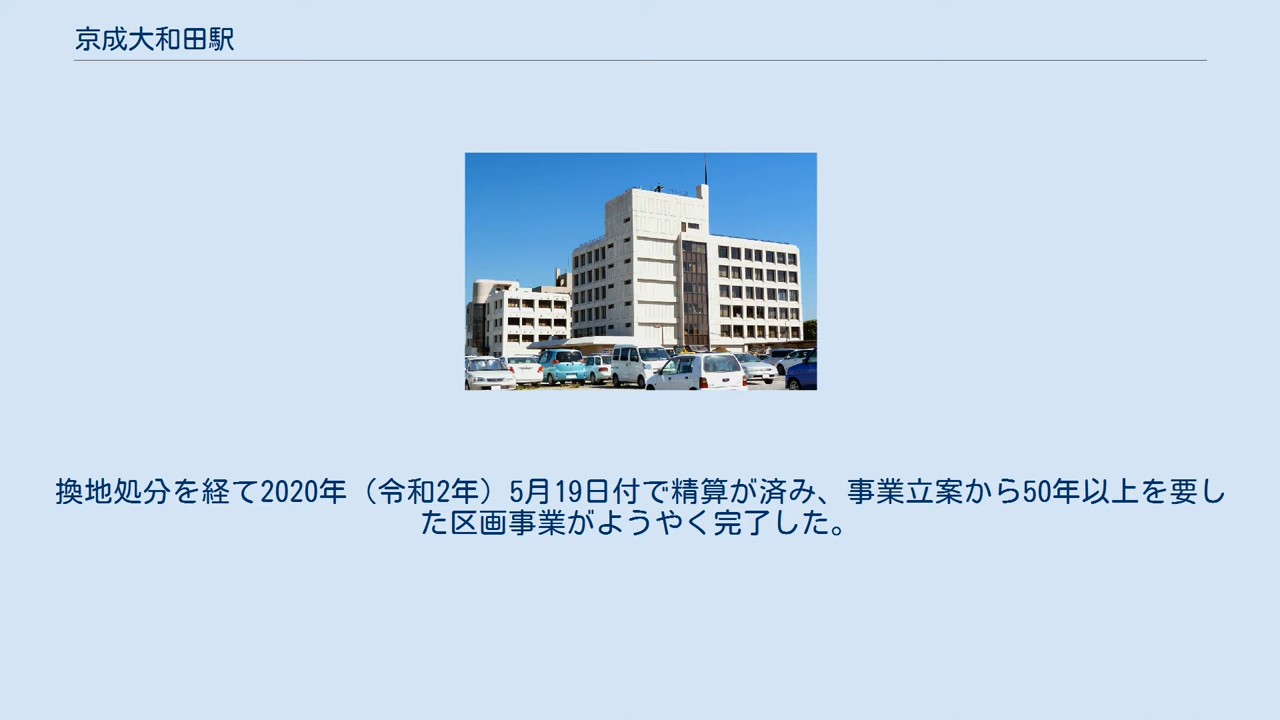 京成大和田駅
換地処分を経て2020年（令和2年）5月19日付で精算が済み、事業立案から50年以上を要し
た区画事業がようやく完了した。